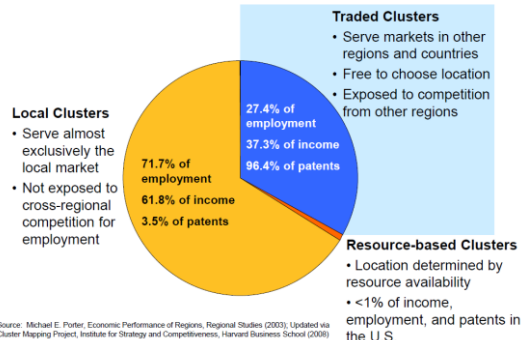 Traded Clusters
• Serve markets in other
regions and countries
• Free to choose location
• Exposed to competition
from other regions
Local Clusters
• Serve almost
exclusively the
local market
• Not exposed to
cross-regional
competition for
employment
27.4% of
employment
37.3% of income
96.4% of patents
71.7% of
employment
61.8% of income
3.5% of patents
Resource-based Clusters
• Location determined by
resource availability
• <1% of income,
employment, and patents in
the U.S
Source: Michael E. Porter, Economic Performance of Regions, Regional Studies (2003); Updated via
Cluster Mapping Project, Institute for Strategy and Competitiveness, Harvard Business School (2008)